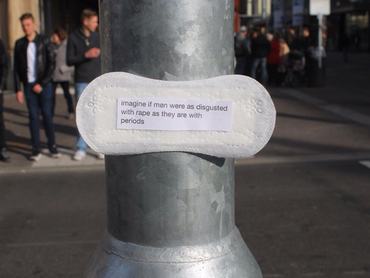 imagine if men were as disgusted
with rape as they are with
periods